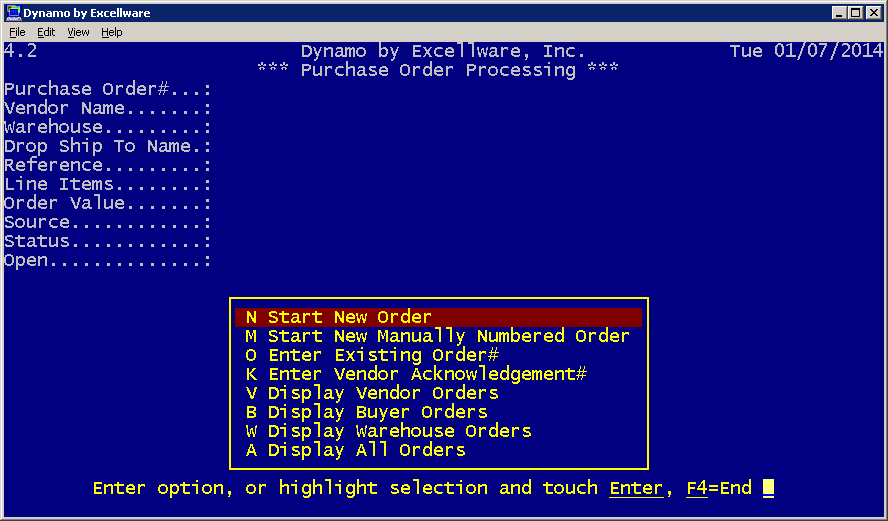 Dynamo by Excellware
File Edit View Help
4.2 Dynamo by Excellware, Inc. Tue 01/07/2014
*** Purchase Order Processing ***
Purchase Order#...:
Vendor Name.......:
Warehouse.........:
Drop Ship To Name.:
Reference.........:
Line Items........:
Order Value.......:
Source............:
Status............:
Open..............:
N Start New Order
M Start New Manually Numbered Order
O Enter Existing Order#
K Enter Vendor Acknowledgement#
V Display Vendor Orders
B Display Buyer Orders
W Display Warehouse Orders
A Display All Orders
Enter option, or highlight selection and touch Enter, F4=End